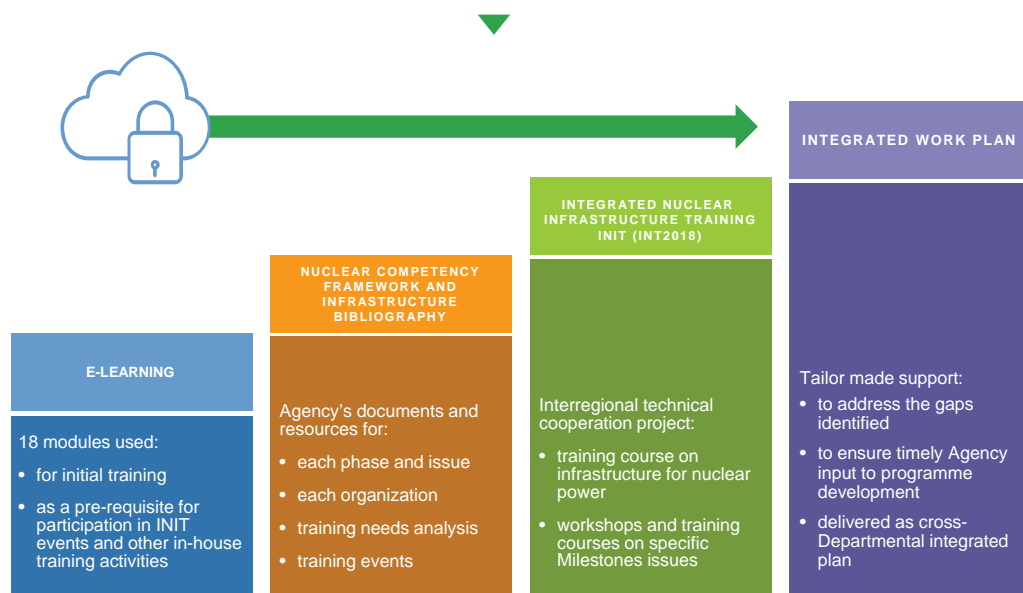 E-LEARNING
18 modules used:
• for initial training
• as a pre-requisite for
participation in INIT
events and other in-house
training activities
NUCLEAR COMPETENCY
FRAMEWORK AND
INFRASTRUCTURE
BIBLIOGRAPHY
Agency's documents and
resources for:
• each phase and issue
• each organization
• training needs analysis
• training events
INTEGRATED NUCLEAR
INFRASTRUCTURE TRAINING
INIT (INT2018)
Interregional technical
cooperation project:
• training course on
infrastructure for nuclear
power
• workshops and training
courses on specific
Milestones issues
INTEGRATED WORK PLAN
Tailor made support:
• to address the gaps
identified
• to ensure timely Agency
input to programme
development
• delivered as cross-
Departmental integrated
plan